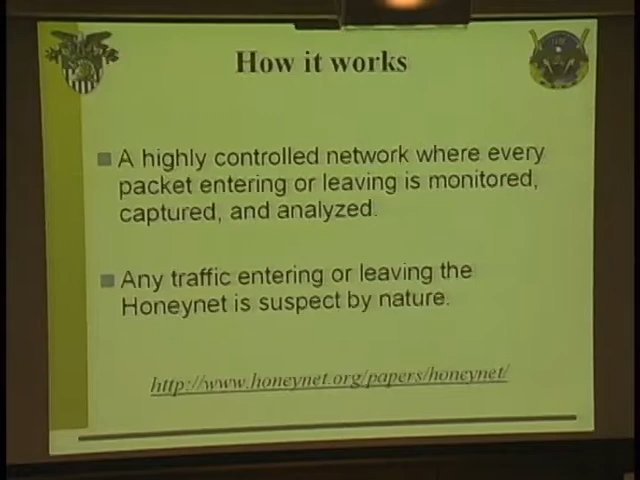 How it works
A highly controlled network where every
packet entering or leaving is monitored,
captured, and analyzed.
Any traffic entering or leaving the
Honeynet is suspect by nature.
http://www.honeynet.org/papers/honeynet/